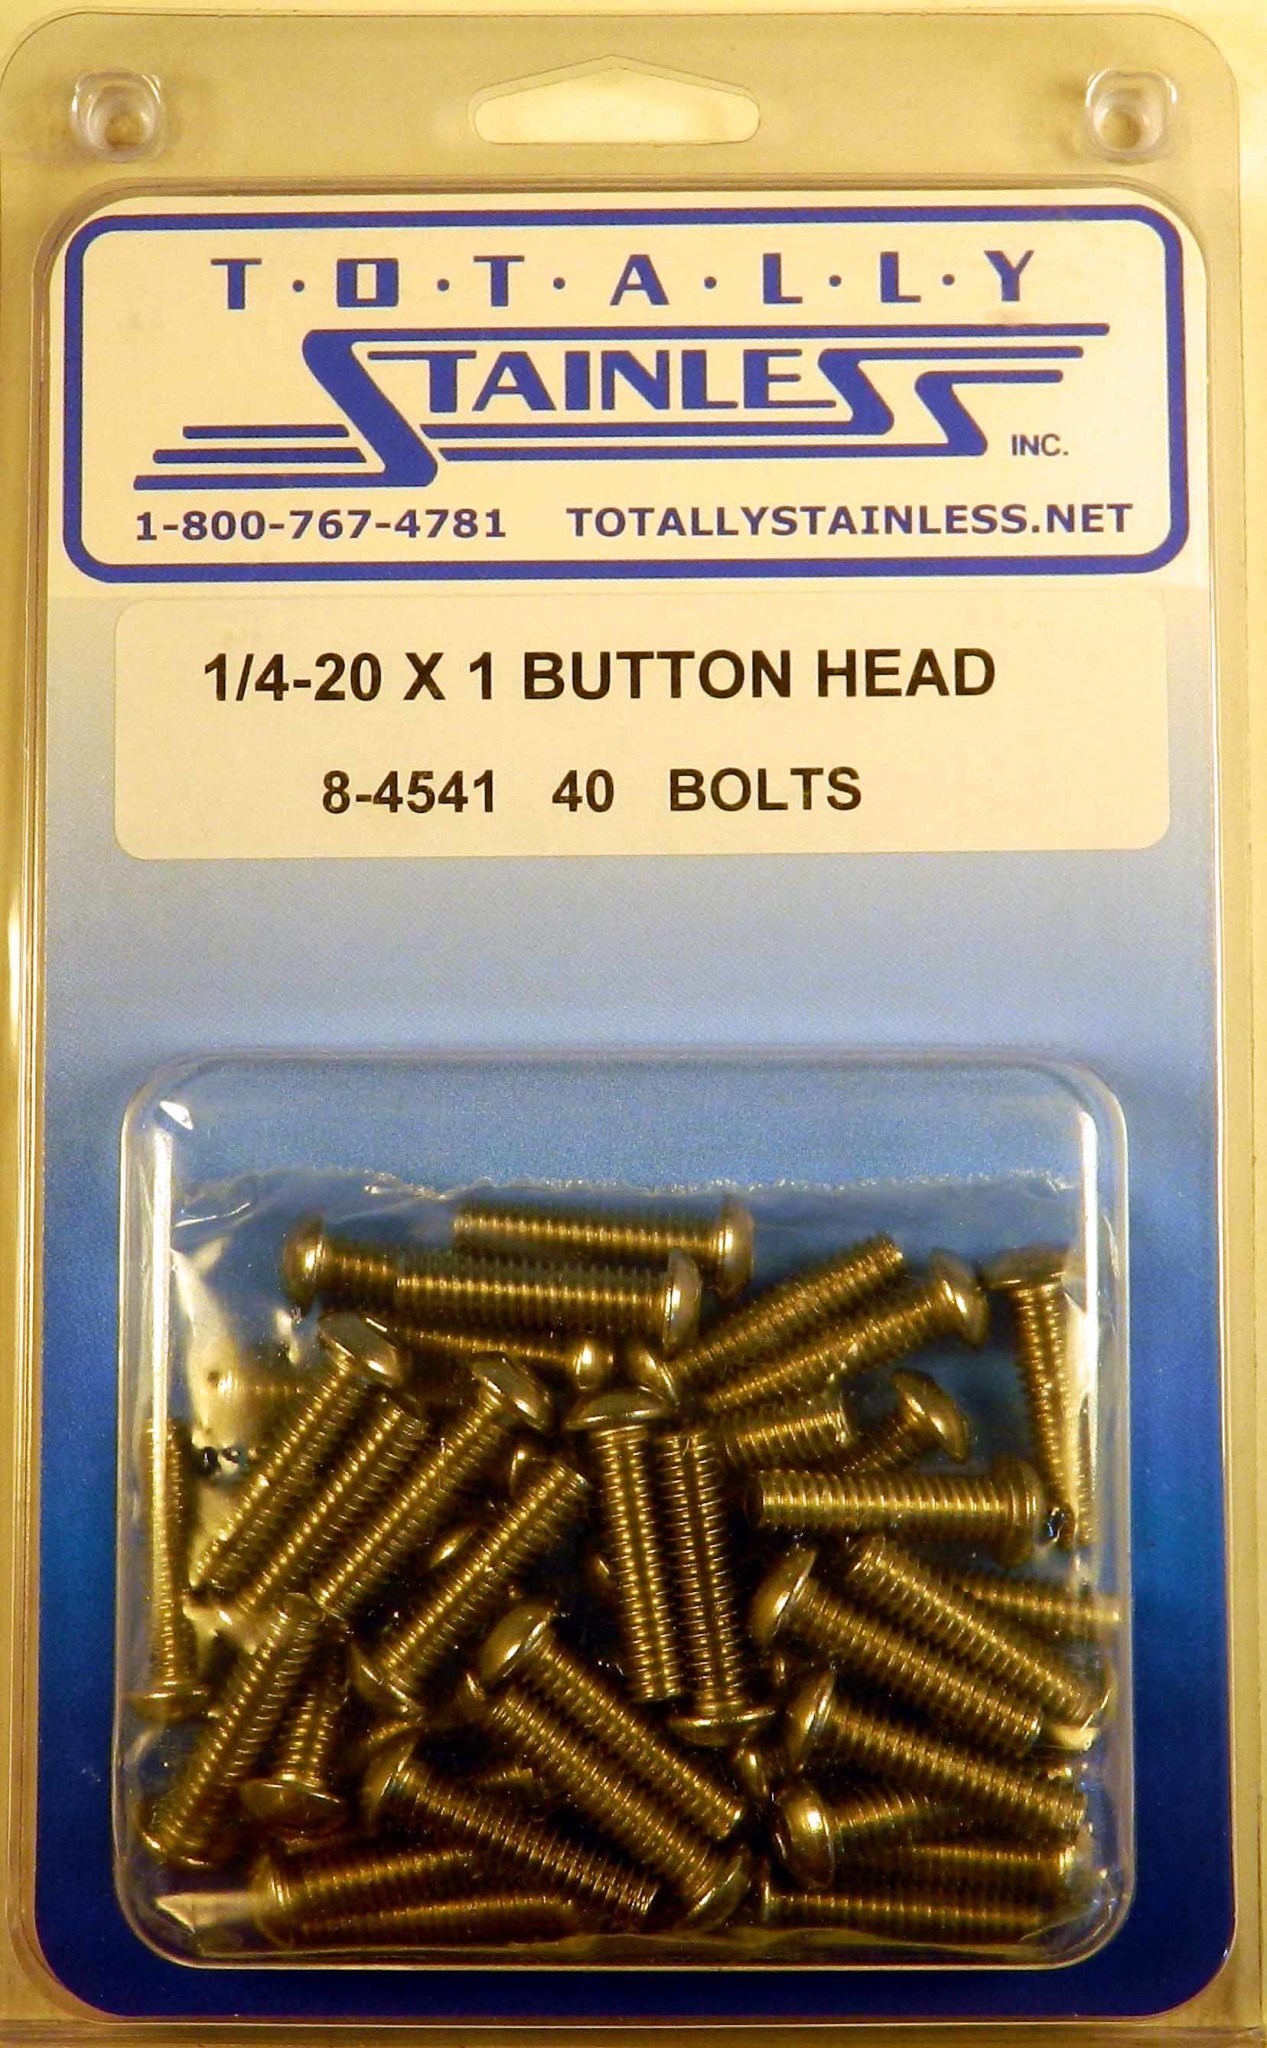 T·O·T·A·L·L·Y
STAINLESS
INC.
1-800-767-4781 TOTALLYSTAINLESS.NET
1/4-20 X 1 BUTTON HEAD
8-4541 40 BOLTS